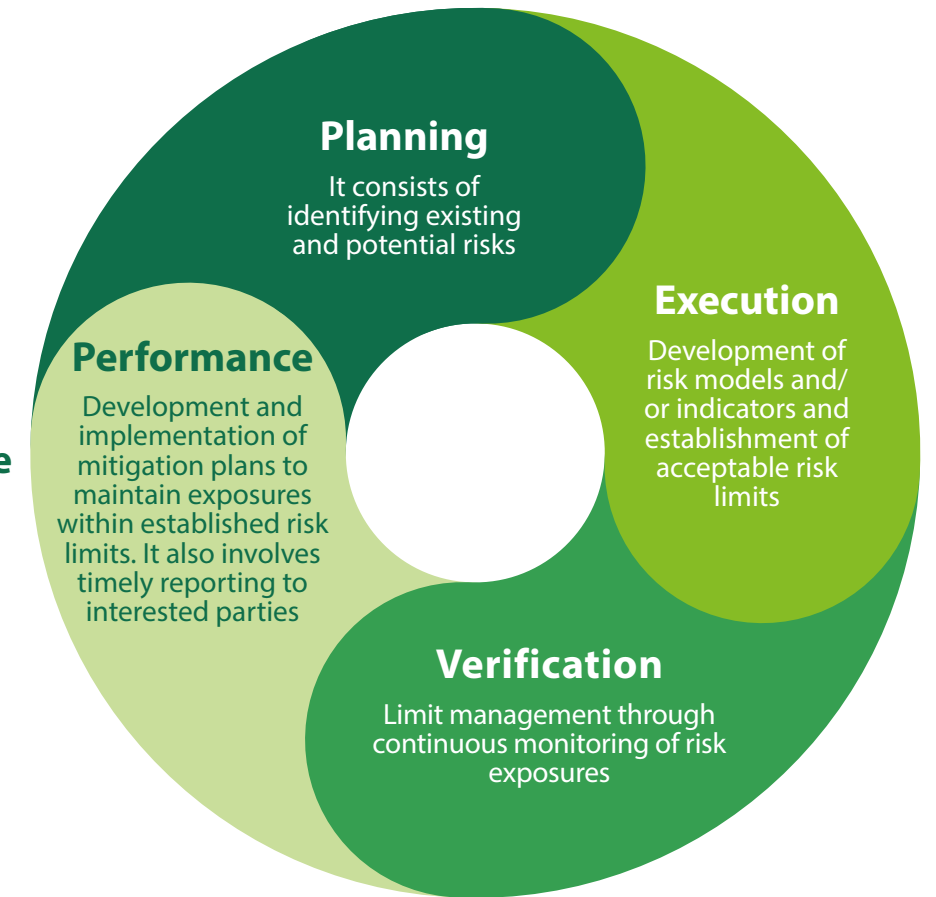 Planning
It consists of
identifying existing
and potential risks
Execution
Development of
risk models and/
or indicators and
establishment of
acceptable risk
limits
Verification
Limit management through
continuous monitoring of risk
exposures
Performance
Development and
implementation of
mitigation plans to
maintain exposures
within established risk
limits. It also involves
timely reporting to
interested parties